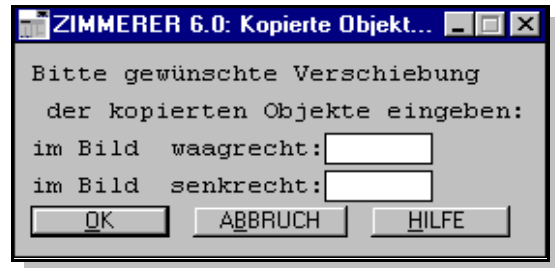 ZIMMERER 6.0: Kopierte Objekt...
Bitte gewünschte Verschiebung
der kopierten Objekte eingeben:
im Bild waagrecht:
im Bild senkrecht:
OK ABBRUCH HILFE